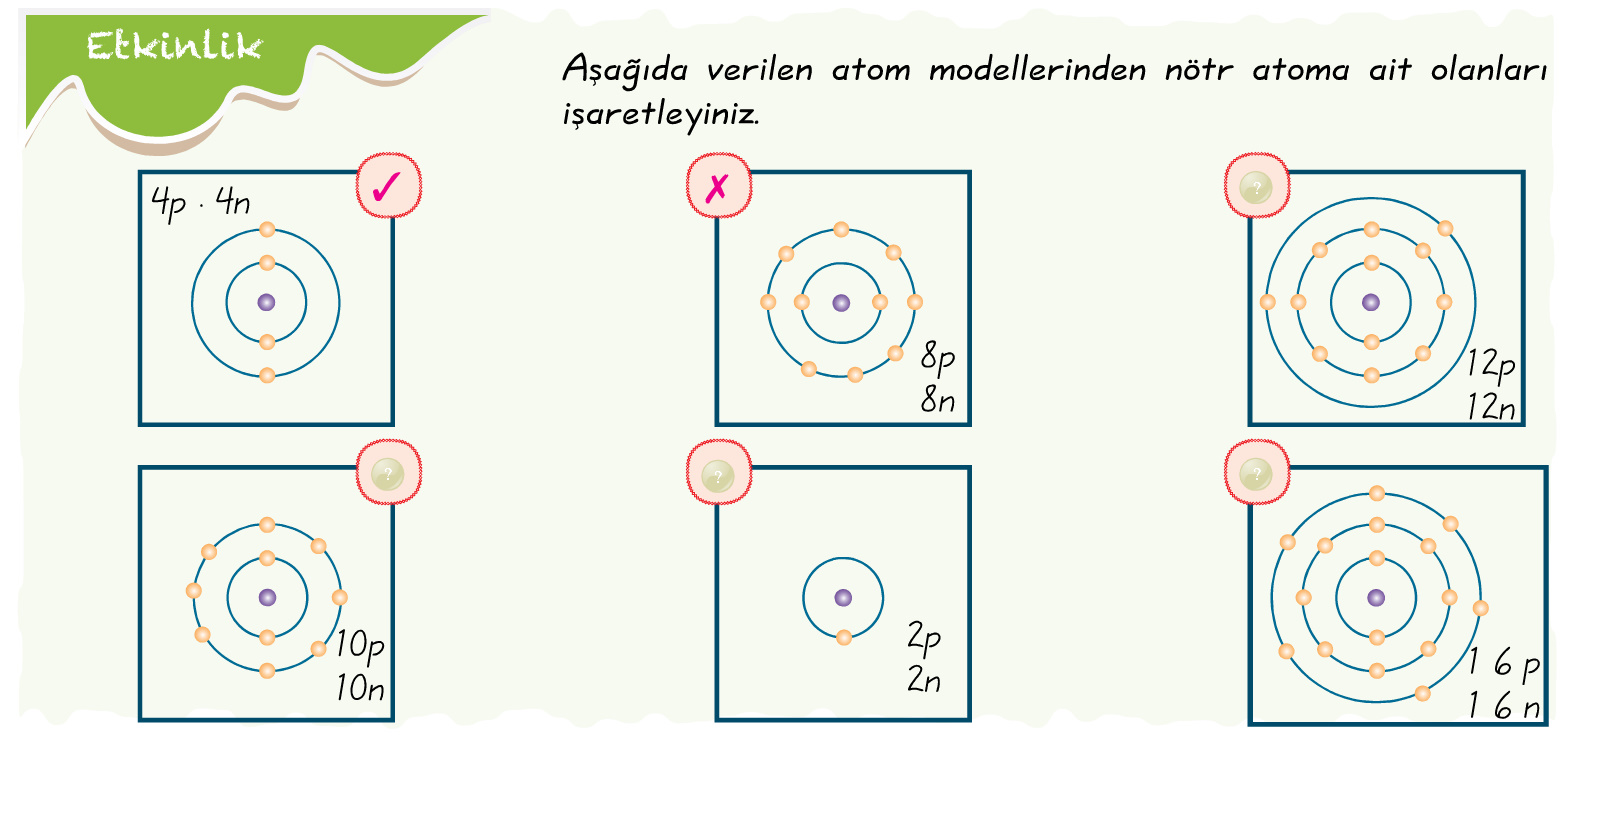 Etkinlik
Aşağıda verilen atom modellerinden nötr atoma ait olanları
işaretleyiniz.
4p . 4n
✓
✗
8p
8n
?
12p
12n
?
10p
10n
?
2p
2n
?
1 6 p
1 6 n